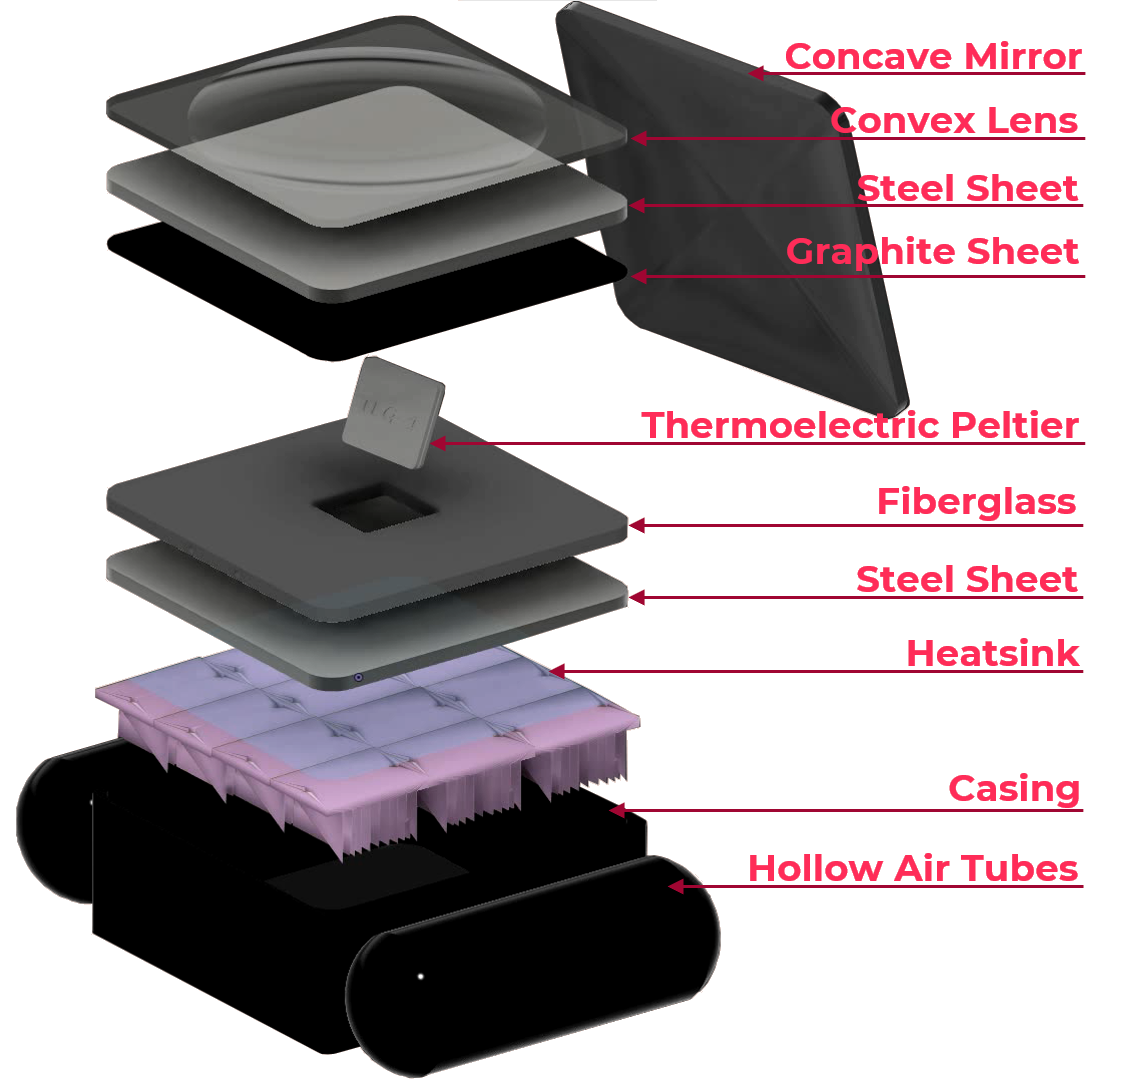 Concave Mirror
Convex Lens
Steel Sheet
Graphite Sheet
Thermoelectric Peltier
Fiberglass
Steel Sheet
Heatsink
Casing
Hollow Air Tubes